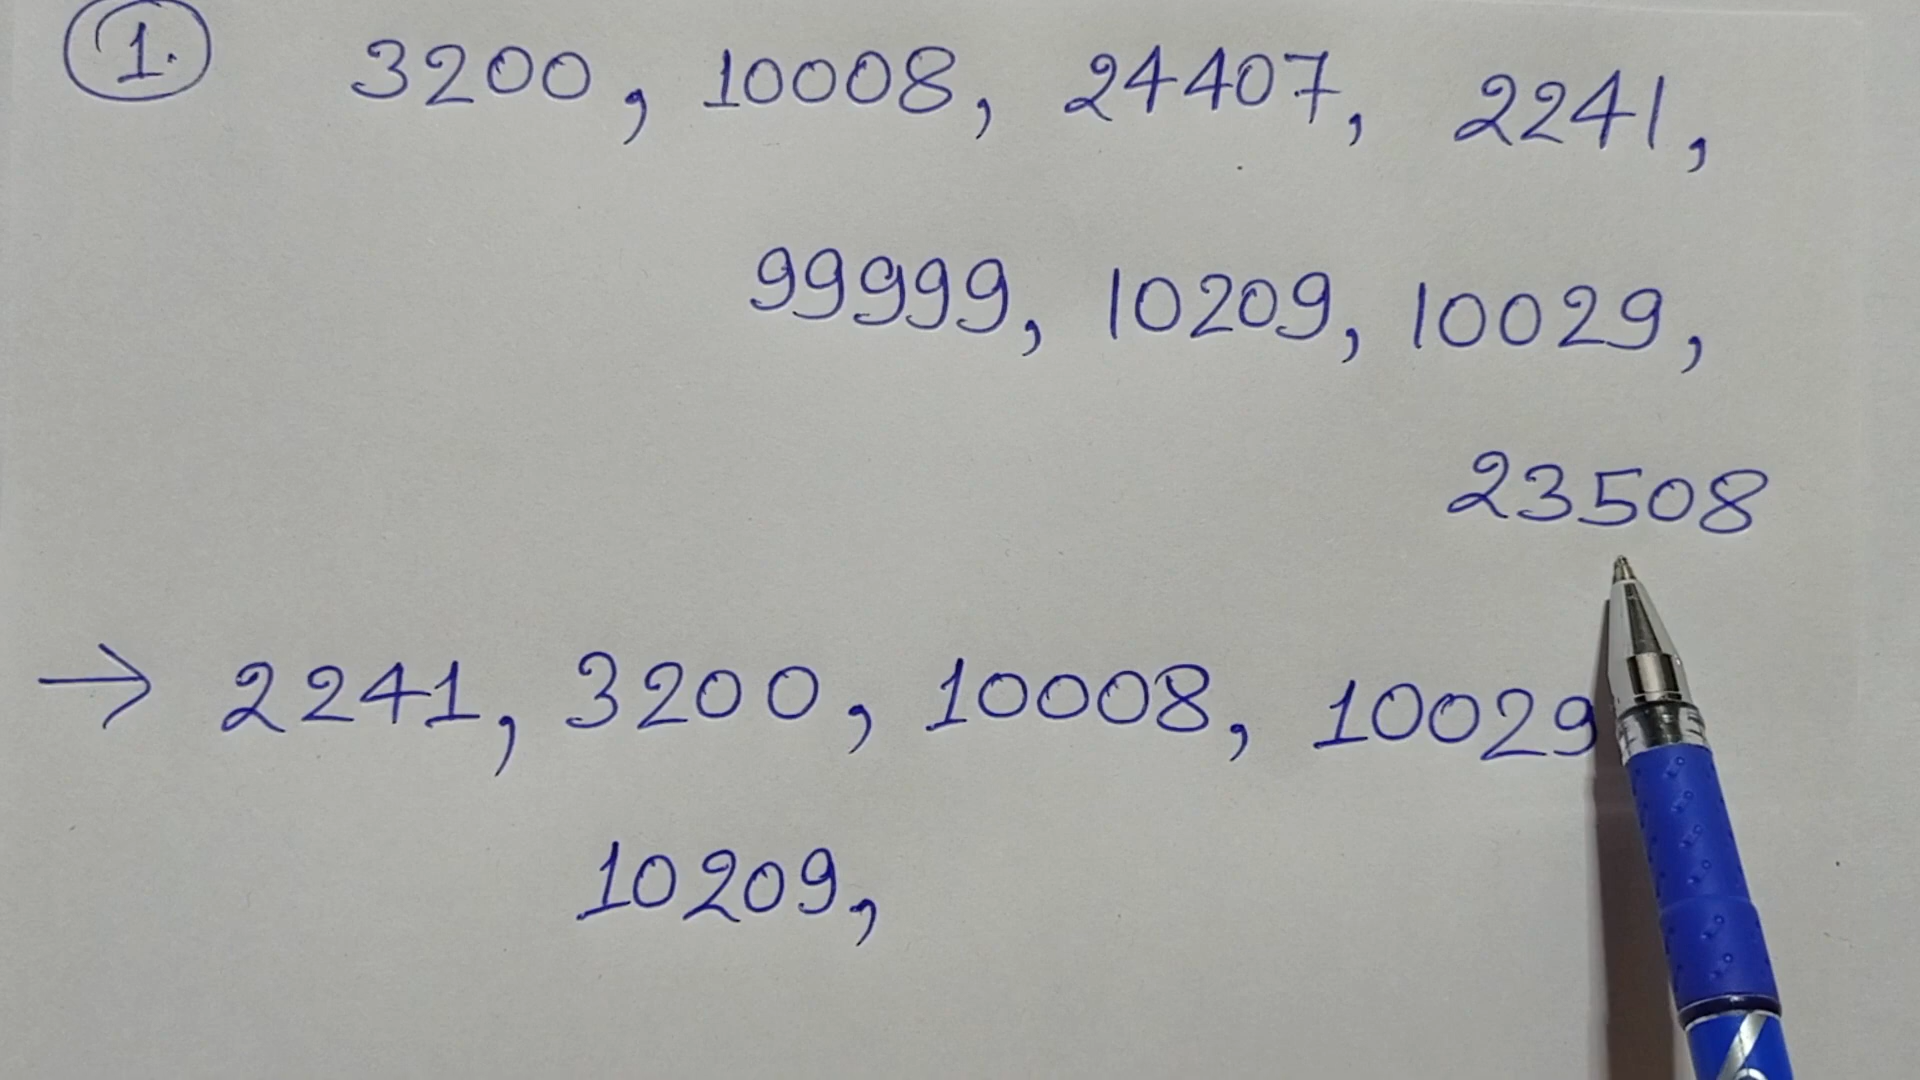 1. 3200, 10008, 24407, 2241,
99999, 10209, 10029,
23508
→ 2241, 3200, 10008, 10029
10209,